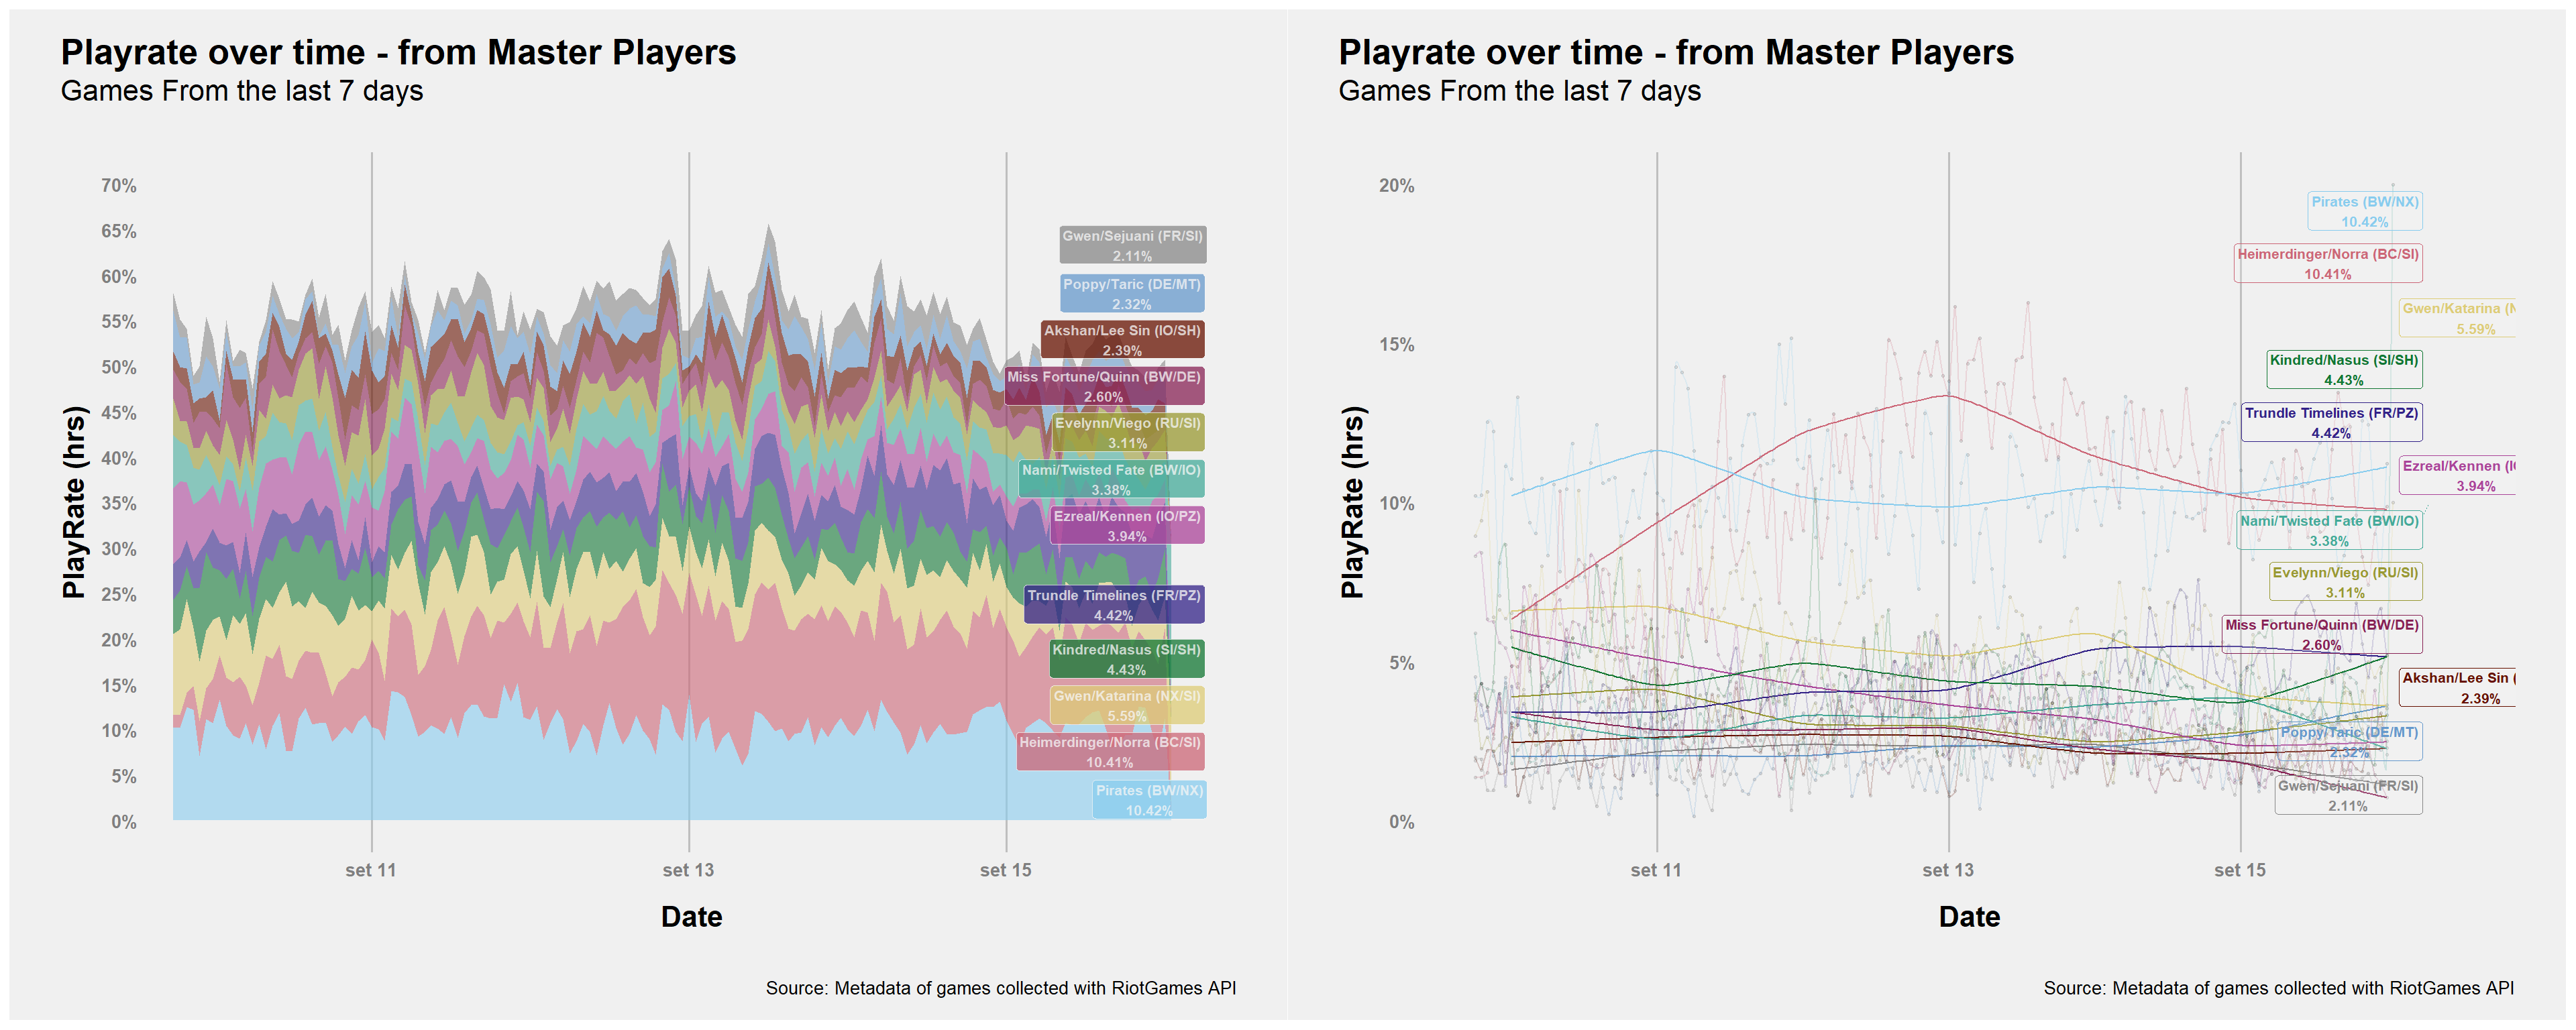 Playrate over time - from Master Players
Games From the last 7 days
PlayRate (hrs)
70%
65%
60%
55%
50%
45%
40%
35%
30%
25%
20%
15%
10%
5%
0%
Gwen/Sejuani (FR/SI)
2.11%
Poppy/Taric (DE/MT)
2.32%
Akshan/Lee Sin (IO/SH)
2.39%
Miss Fortune/Quinn (BW/DE)
2.60%
Evelynn/Viego (RU/SI)
3.11%
Nami/Twisted Fate (BW/IO)
3.38%
Ezreal/Kennen (IO/PZ)
3.94%
Trundle Timelines (FR/PZ)
4.42%
Kindred/Nasus (SI/SH)
4.43%
Gwen/Katarina (NX/SI)
5.59%
Heimerdinger/Norra (BC/SI)
10.41%
Pirates (BW/NX)
10.42%
set 11
set 13
set 15
Date
Source: Metadata of games collected with RiotGames API
Playrate over time - from Master Players
Games From the last 7 days
PlayRate (hrs)
20%
15%
10%
5%
0%
Pirates (BW/NX)
10.42%
Heimerdinger/Norra (BC/SI)
10.41%
Gwen/Katarina (N
5.59%
Kindred/Nasus (SI/SH)
4.43%
Trundle Timelines (FR/PZ)
4.42%
Ezreal/Kennen (I
3.94%
Nami/Twisted Fate (BW/IO)
3.38%
Evelynn/Viego (RU/SI)
3.11%
Miss Fortune/Quinn (BW/DE)
2.60%
Akshan/Lee Sin (
2.39%
Poppy/Taric (DE/MT)
2.32%
Gwen/Sejuani (FR/SI)
2.11%
set 11
set 13
set 15
Date
Source: Metadata of games collected with RiotGames API